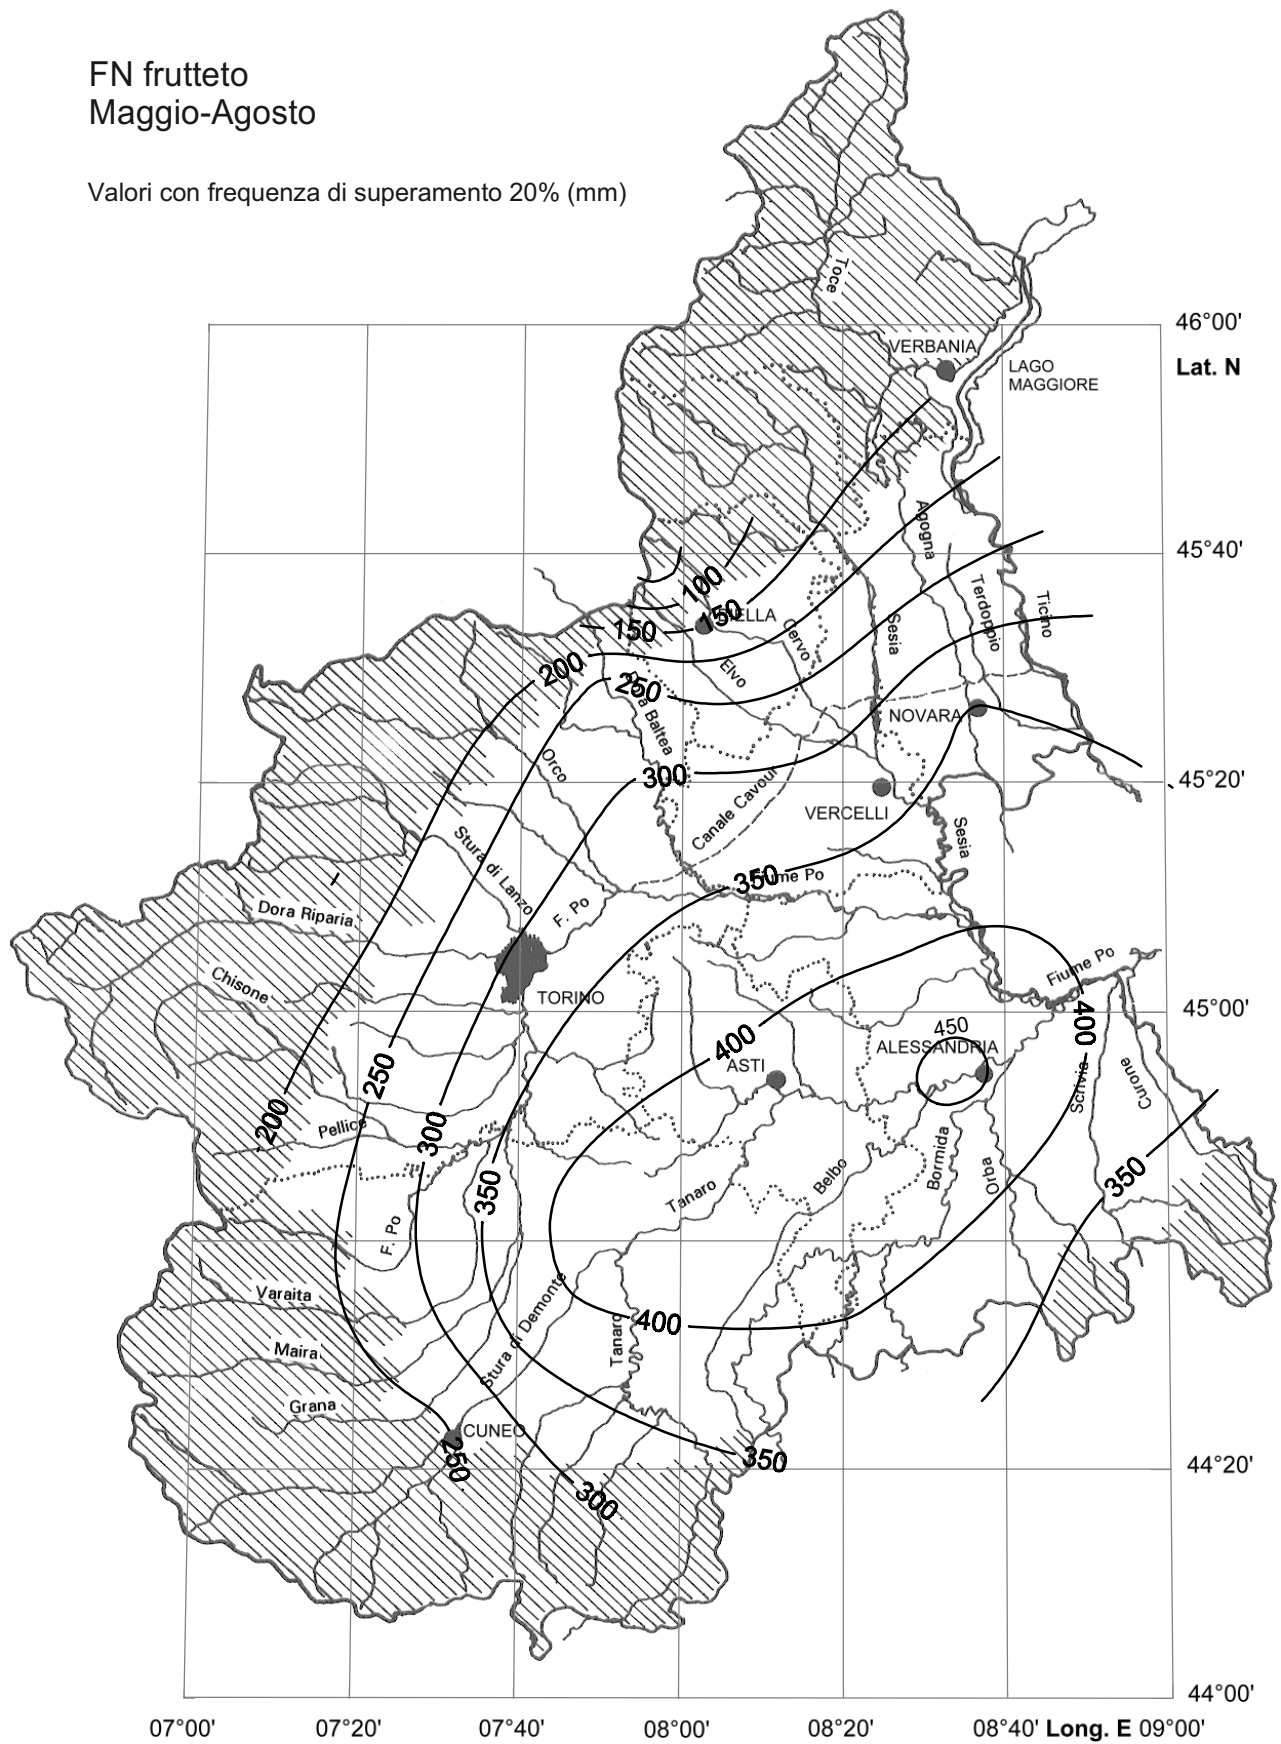 FN frutteto
Maggio-Agosto
Valori con frequenza di superamento 20% (mm)
Toce
46°00'
VERBANIA
Lat. N
LAGO
MAGGIORE
Agogna
45°40'
100
150
BIELLA
150
Terdoppio
Ticino
Cervo
Sesia
200
Elvo
250
Dora Baltea
NOVARA
Orco
300
45°20'
Canale Cavour
VERCELLI
Sesia
Stura di Lanzo
350
Fiume Po
Dora Riparia
F. Po
Chisone
Fiume Po
TORINO
45°00'
400
450
400
ALESSANDRIA
ASTI
250
Scrivia
Curone
200
Pellice
300
350
350
Tanaro
Belbo
Bormida
Orba
F. Po
Varaita
Stura di Demonte
400
Tanaro
Maira
Grana
CUNEO
250
350
44°20'
300
44°00'
07°00'
07°20'
07°40'
08°00'
08°20'
08°40' Long. E 09°00'